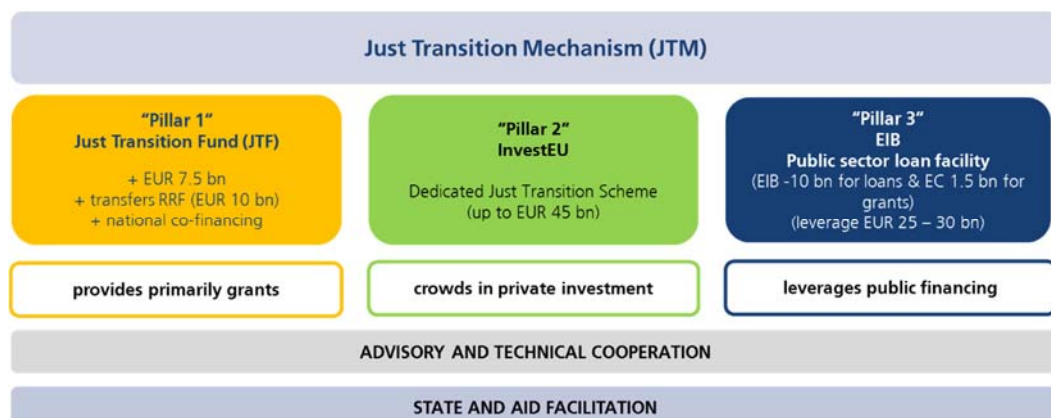 Just Transition Mechanism (JTM)
“Pillar 1”
Just Transition Fund (JTF)
+ EUR 7.5 bn
+ transfers RRF (EUR 10 bn)
+ national co-financing
“Pillar 2”
InvestEU
Dedicated Just Transition Scheme
(up to EUR 45 bn)
“Pillar 3”
EIB
Public sector loan facility
(EIB -10 bn for loans & EC 1.5 bn for
grants)
(leverage EUR 25 – 30 bn)
provides primarily grants
crowds in private investment
leverages public financing
ADVISORY AND TECHNICAL COOPERATION
STATE AND AID FACILITATION